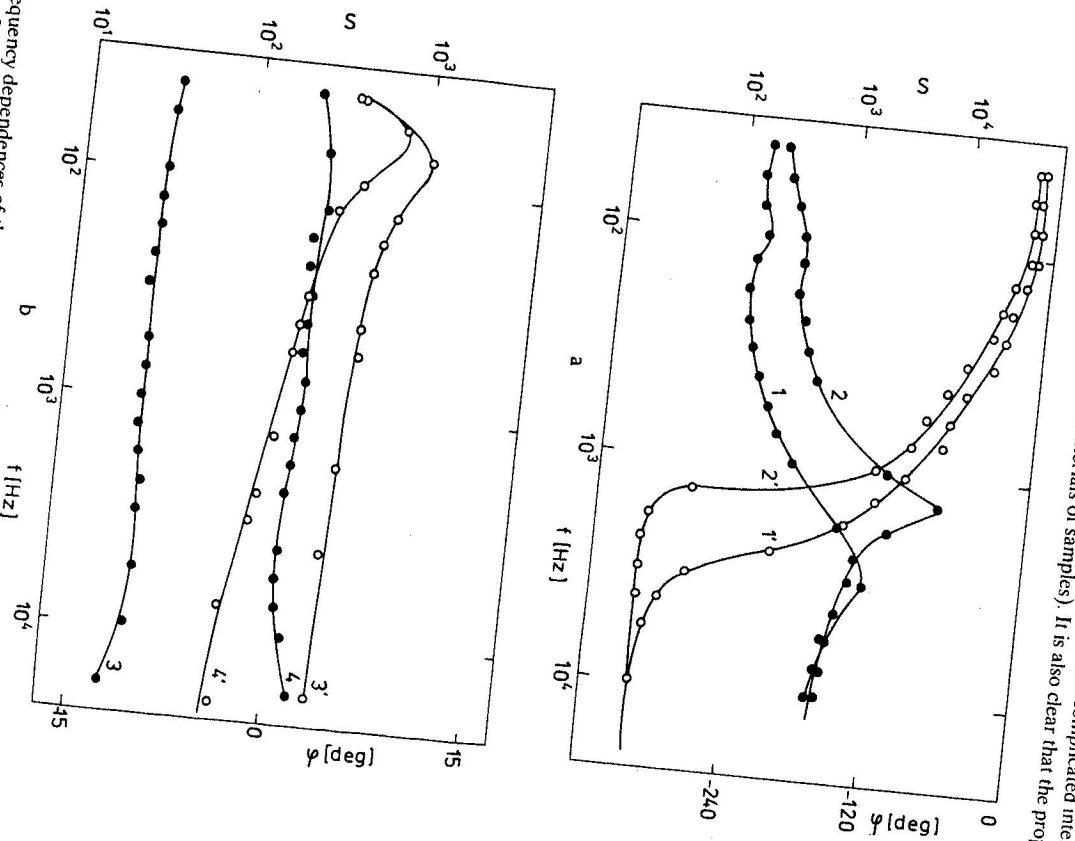 complicated inte
materials of samples). It is also clear that the prop
S
10² 10³ 10⁴
10² 10³ 10⁴
f [Hz]
-240 -120 0
φ [deg]
1 2 2' 1'
a
S
10¹ 10² 10³
10² 10³ 10⁴
f [Hz]
-15 0 15
φ [deg]
3 4' 4 3'
b
equency dependences of